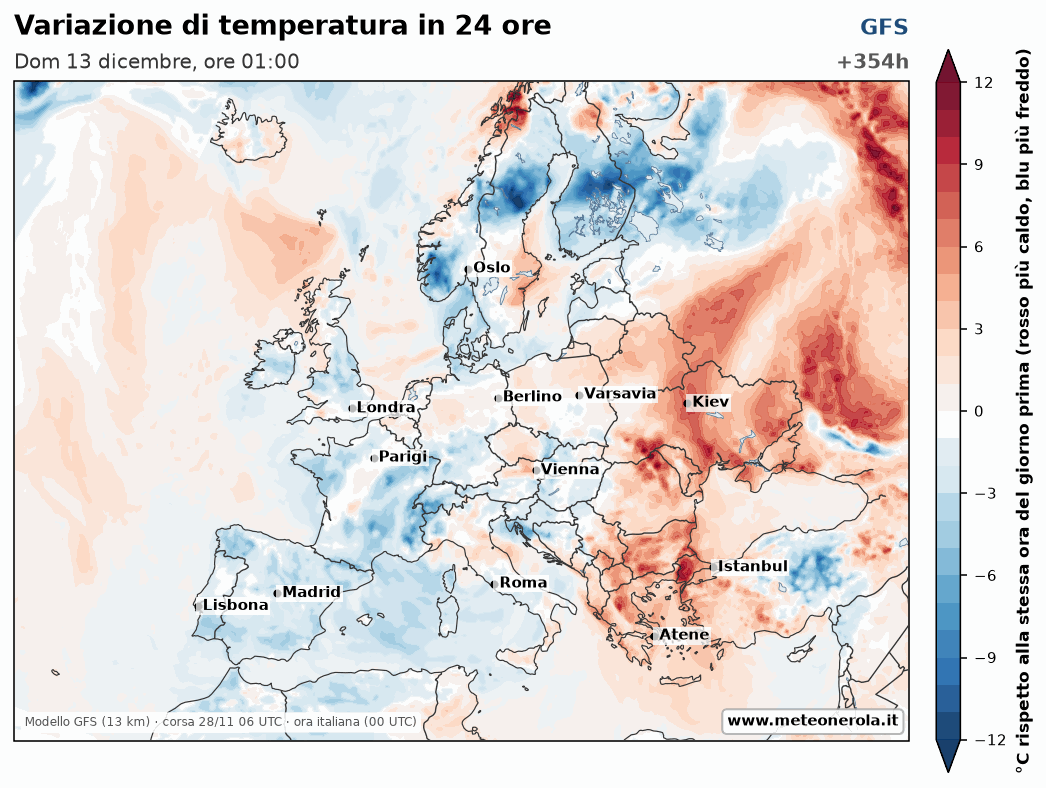 Variazione di temperatura in 24 ore
GFS
Dom 13 dicembre, ore 01:00
+354h
Oslo
Londra
Berlino
Varsavia
Kiev
Parigi
Vienna
Istanbul
Roma
Madrid
Lisbona
Atene
Modello GFS (13 km) · corsa 28/11 06 UTC · ora italiana (00 UTC)
www.meteonerola.it
12
9
6
3
0
−3
−6
−9
−12
°C rispetto alla stessa ora del giorno prima (rosso più caldo, blu più freddo)